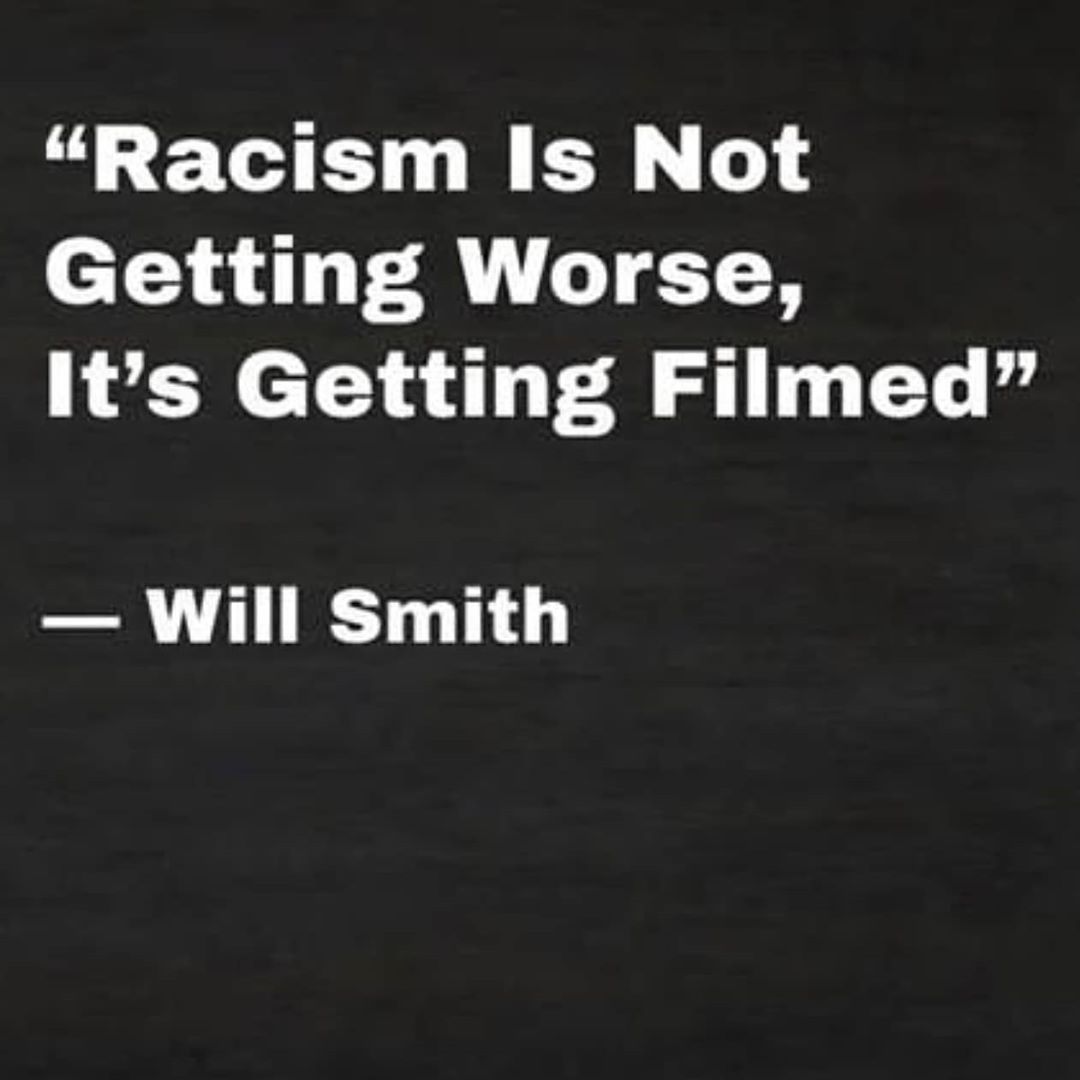 “Racism Is Not
Getting Worse,
It’s Getting Filmed”
— Will Smith